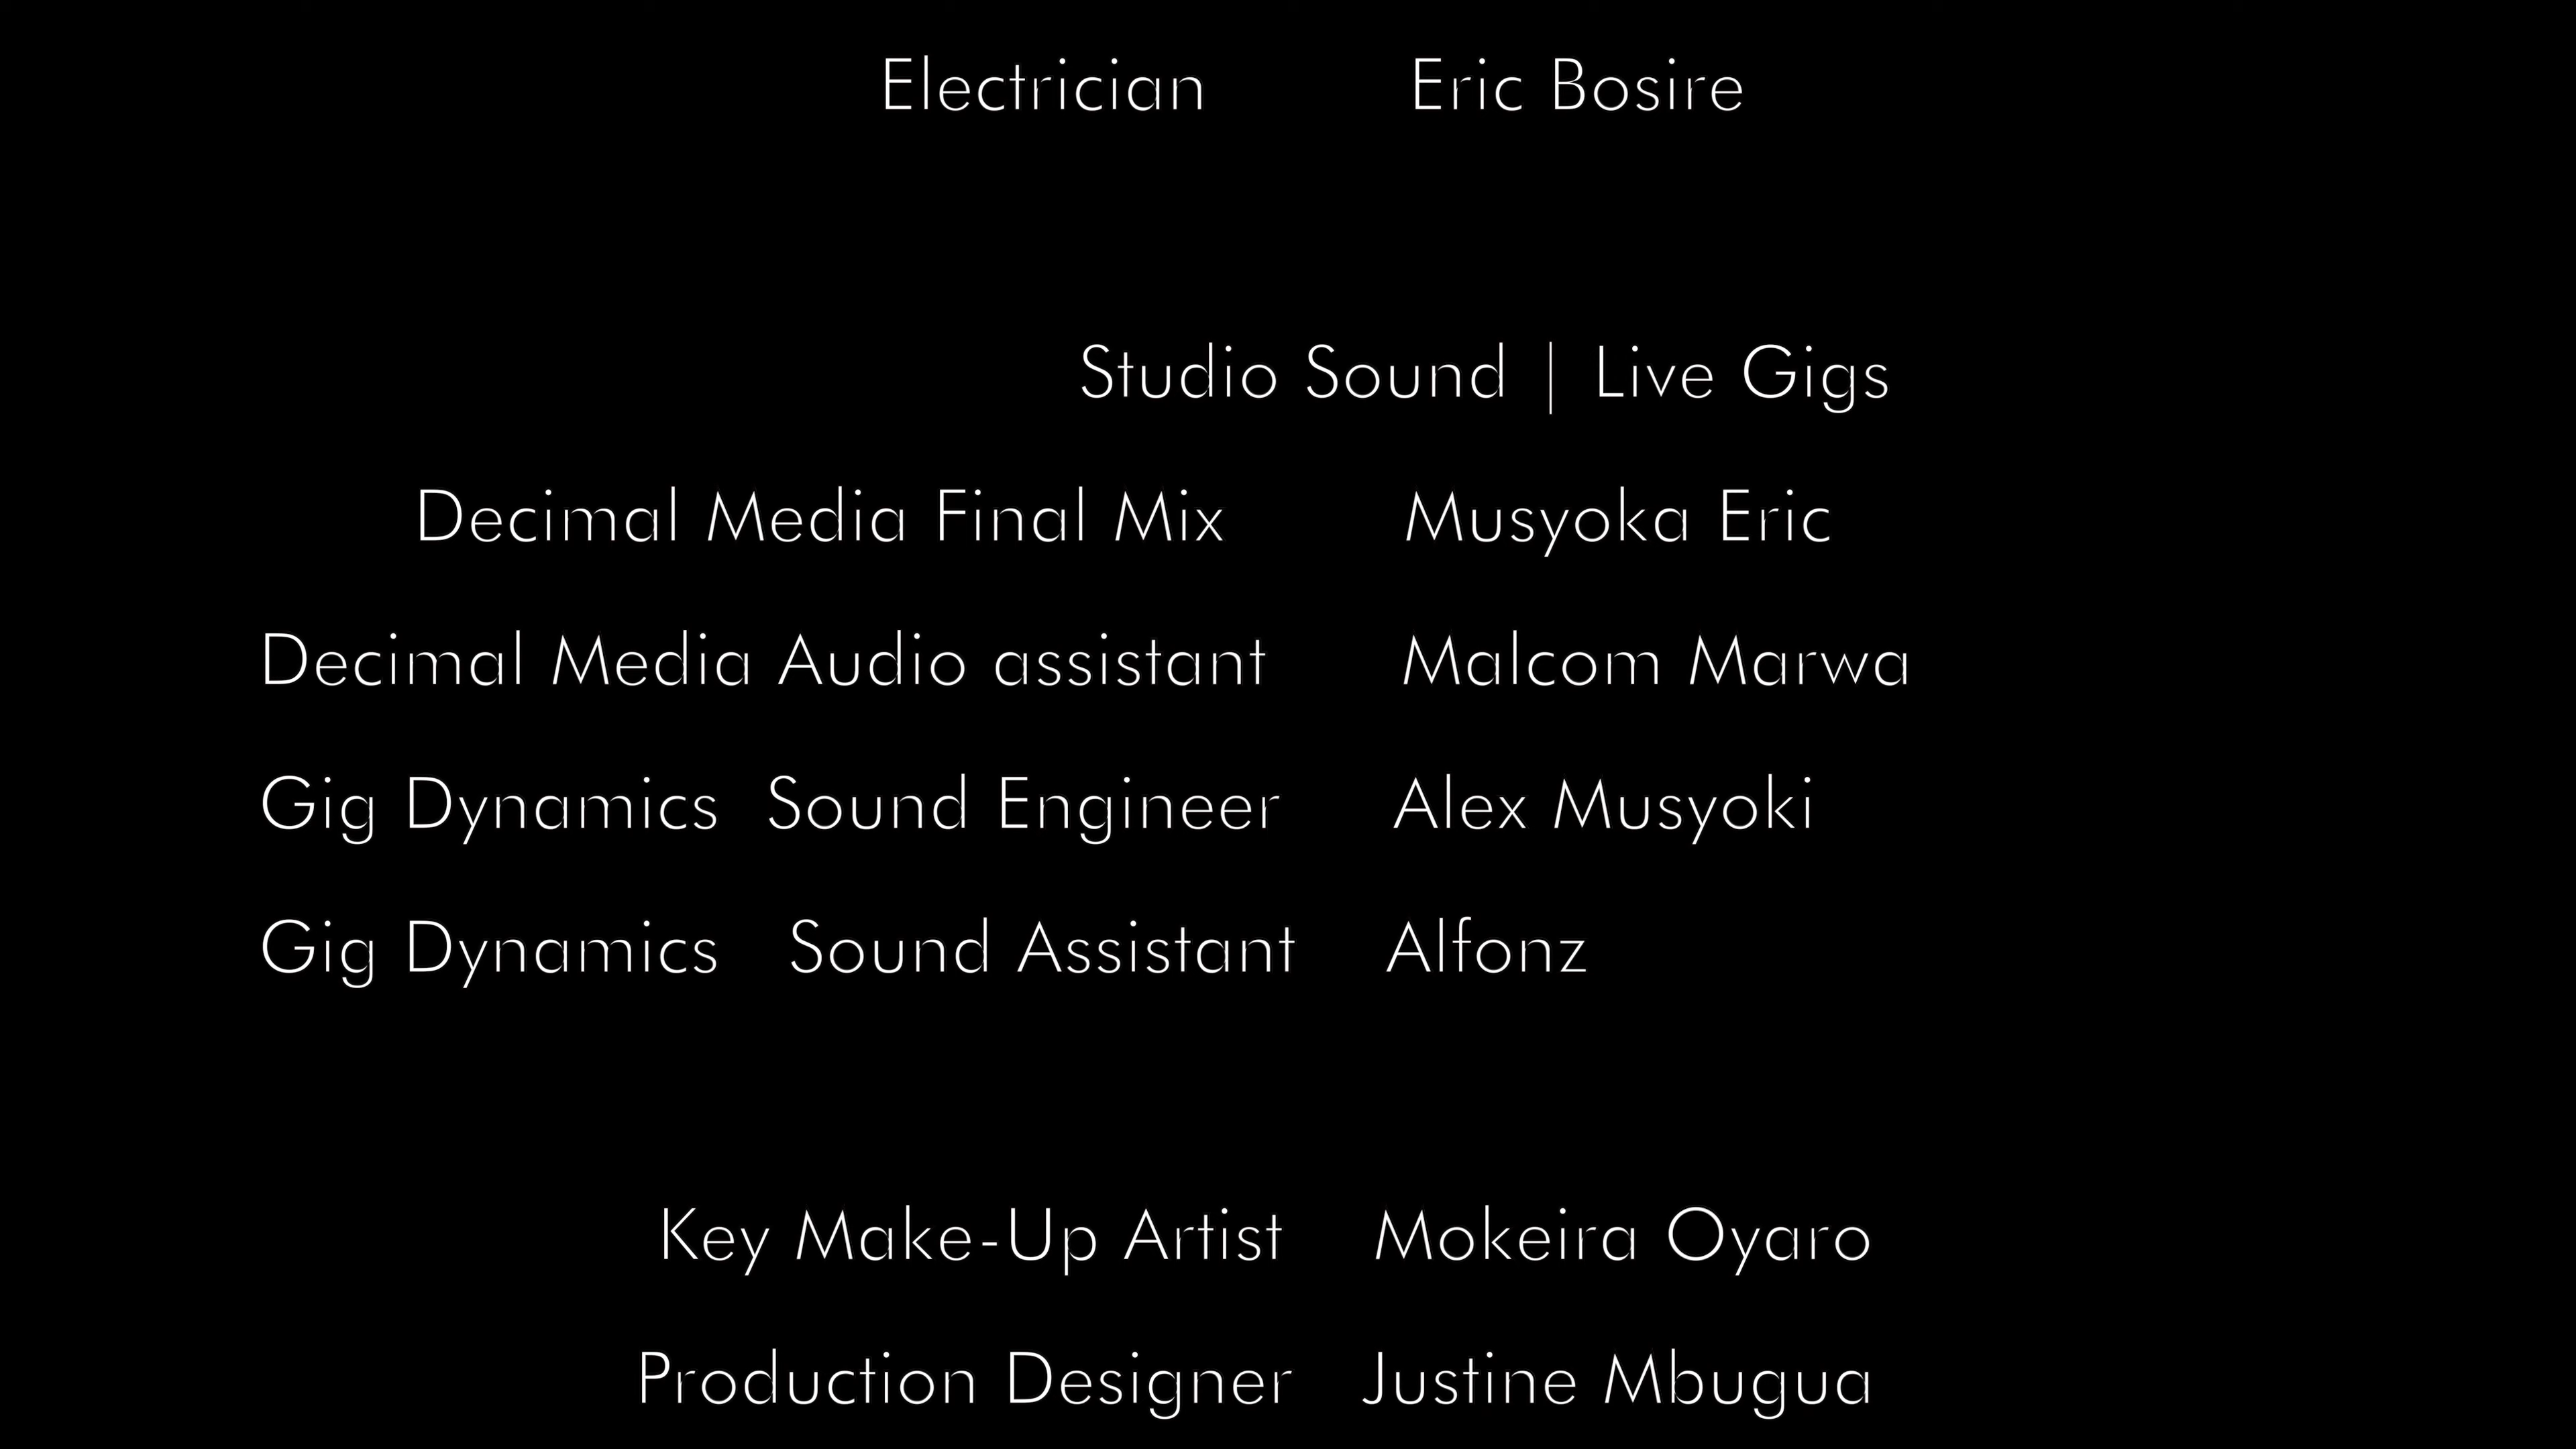 Electrician Eric Bosire
Studio Sound | Live Gigs
Decimal Media Final Mix Musyoka Eric
Decimal Media Audio assistant Malcom Marwa
Gig Dynamics Sound Engineer Alex Musyoki
Gig Dynamics Sound Assistant Alfonz
Key Make-Up Artist Mokeira Oyaro
Production Designer Justine Mbugua